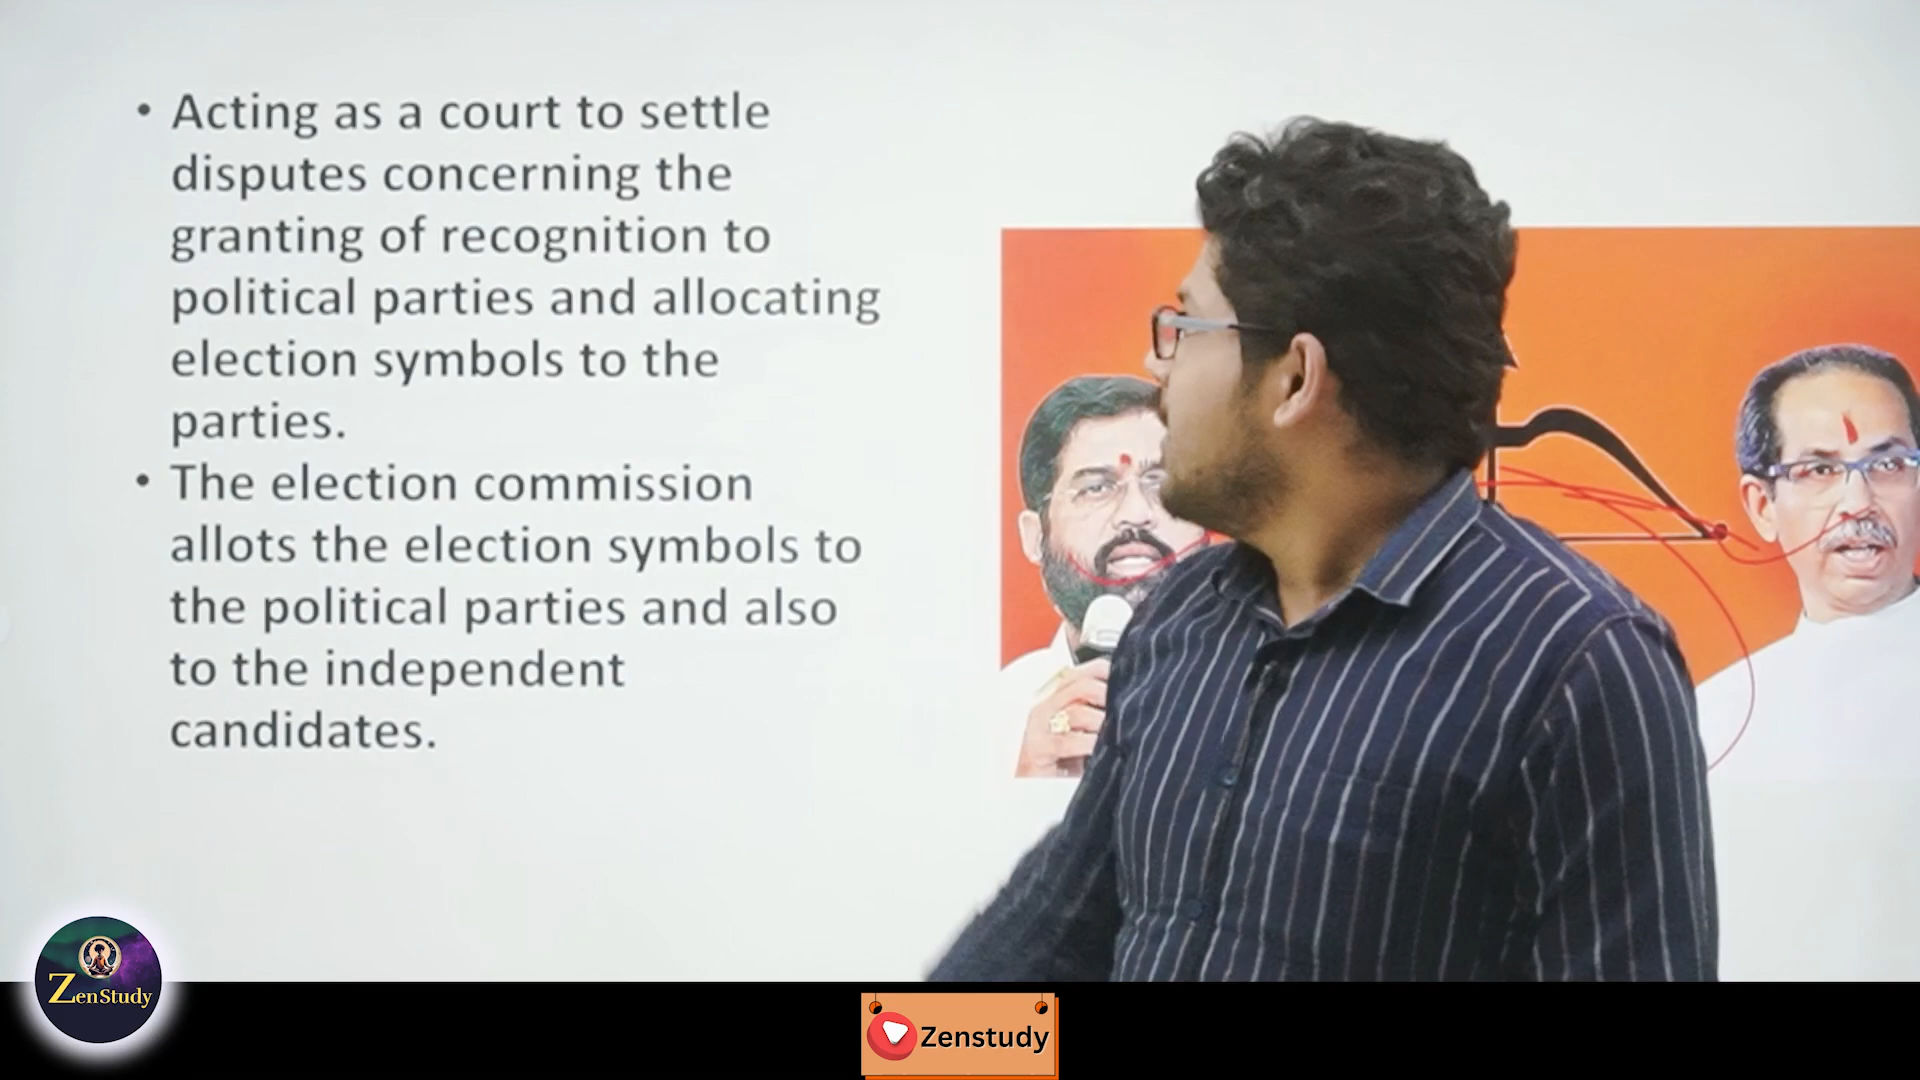 • Acting as a court to settle
disputes concerning the
granting of recognition to
political parties and allocating
election symbols to the
parties.
• The election commission
allots the election symbols to
the political parties and also
to the independent
candidates.
ZenStudy
Zenstudy